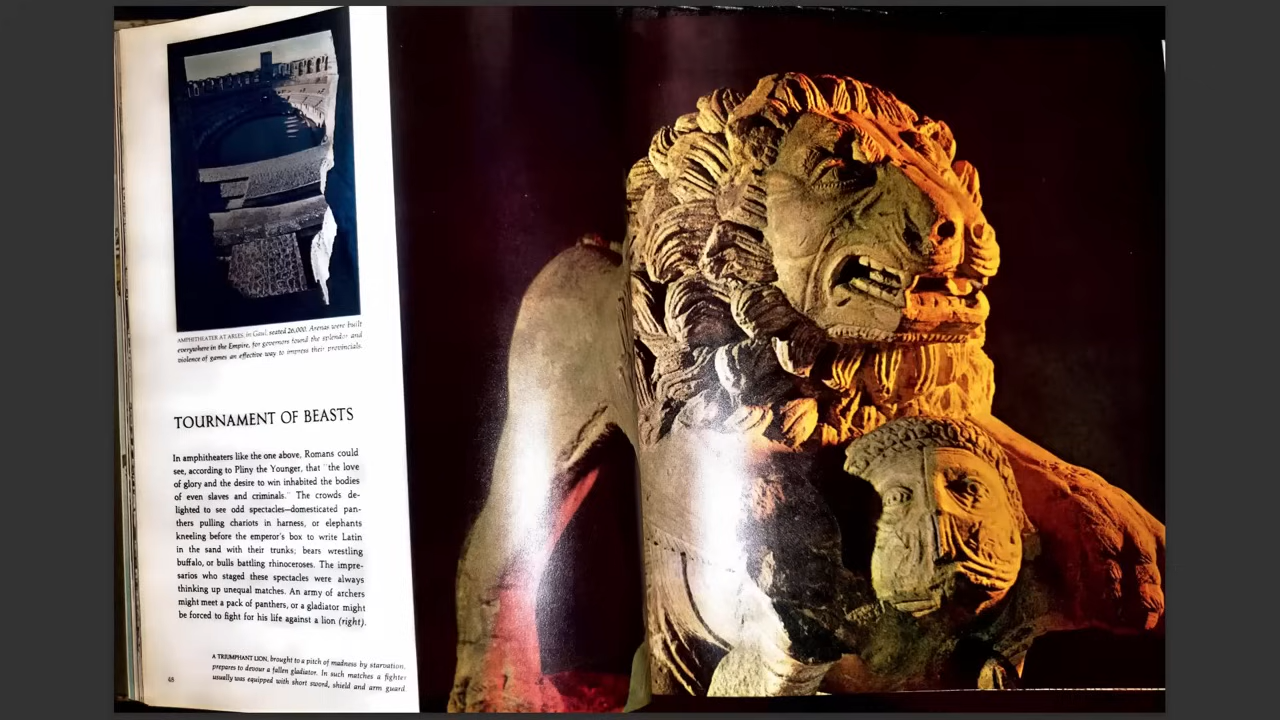 AMPHITHEATER AT ARLES, in Gaul, seated 26,000. Arenas were built
everywhere in the Empire, for governors found the splendor and
violence of games an effective way to impress their provincials.
TOURNAMENT OF BEASTS
In amphitheaters like the one above, Romans could
see, according to Pliny the Younger, that "the love
of glory and the desire to win inhabited the bodies
of even slaves and criminals." The crowds de-
lighted to see odd spectacles—domesticated pan-
thers pulling chariots in harness, or elephants
kneeling before the emperor's box to write Latin
in the sand with their trunks; bears wrestling
buffalo, or bulls battling rhinoceroses. The impre-
sarios who staged these spectacles were always
thinking up unequal matches. An army of archers
might meet a pack of panthers, or a gladiator might
be forced to fight for his life against a lion (right).
A TRIUMPHANT LION, brought to a pitch of madness by starvation,
prepares to devour a fallen gladiator. In such matches a fighter
usually was equipped with short sword, shield and arm guard.
48